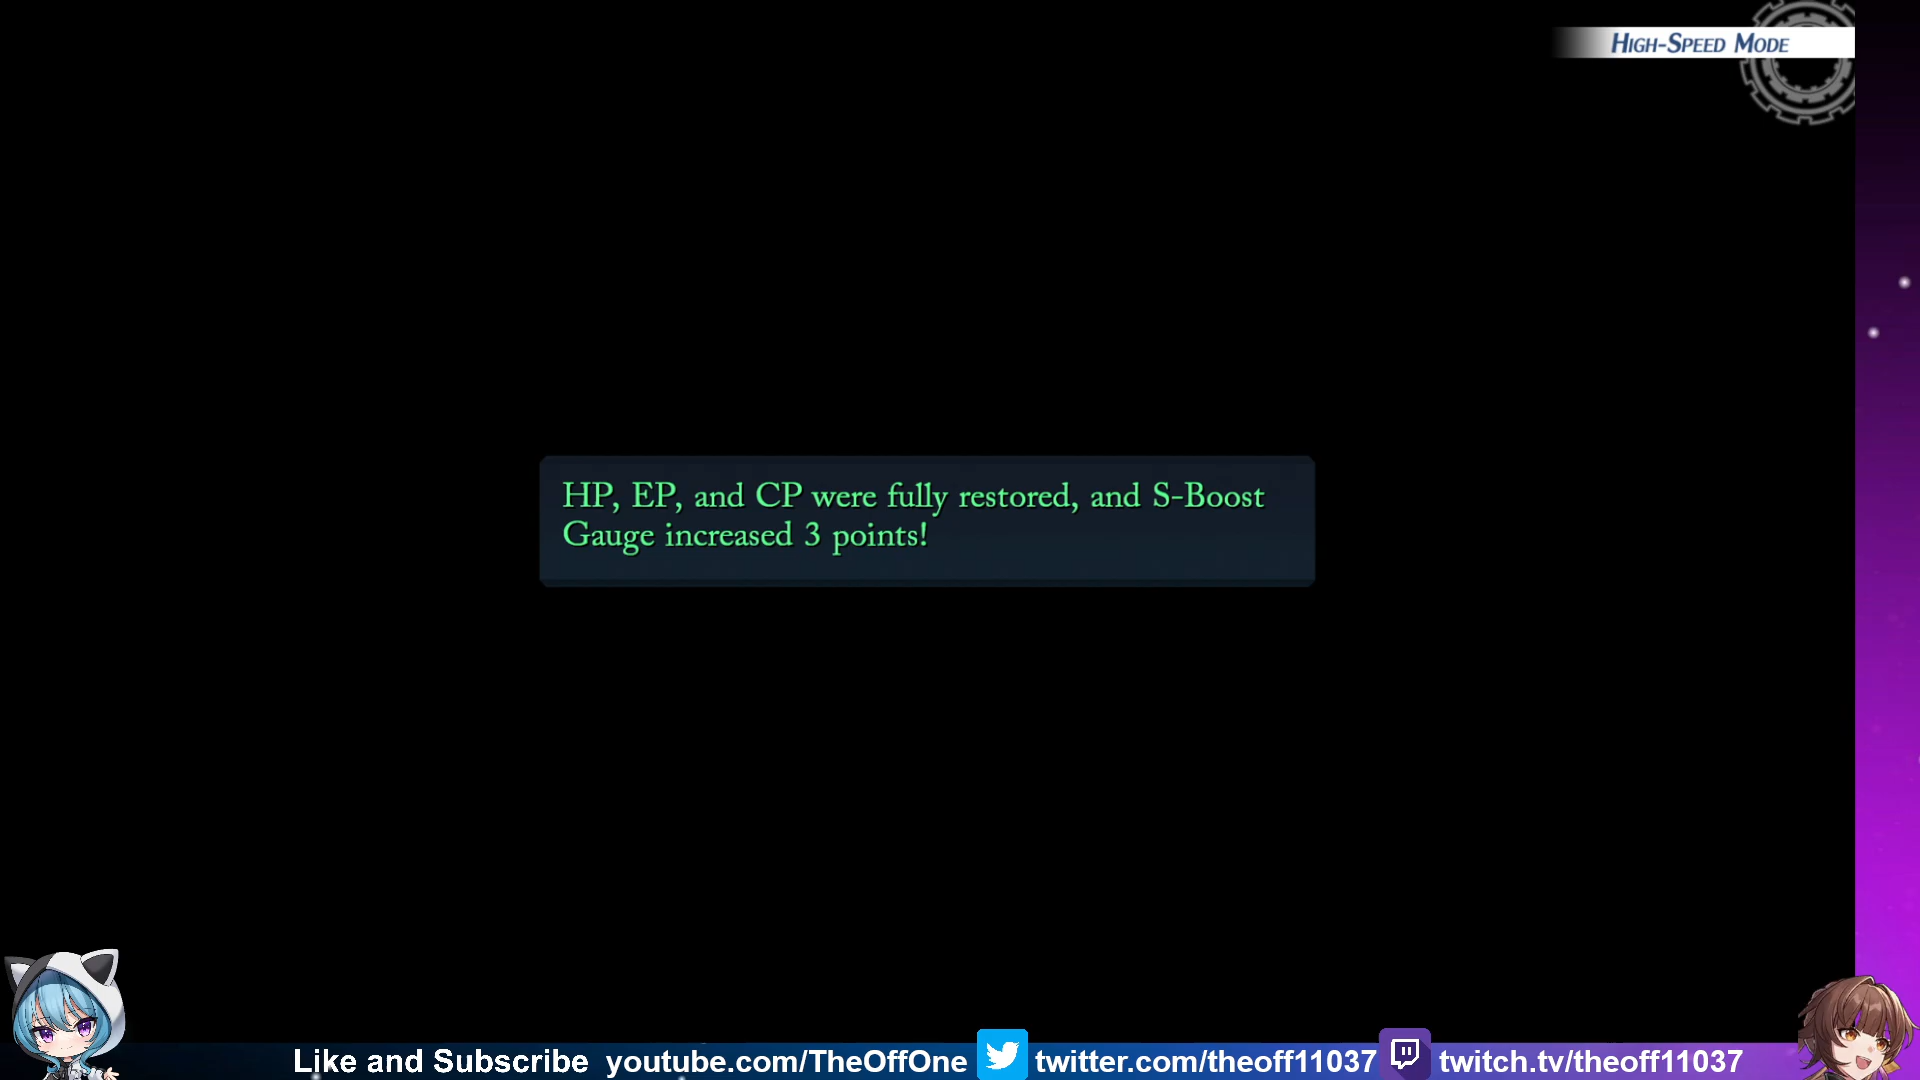 High-Speed Mode
HP, EP, and CP were fully restored, and S-Boost
Gauge increased 3 points!
Like and Subscribe youtube.com/TheOffOne twitter.com/theoff11037 twitch.tv/theoff11037